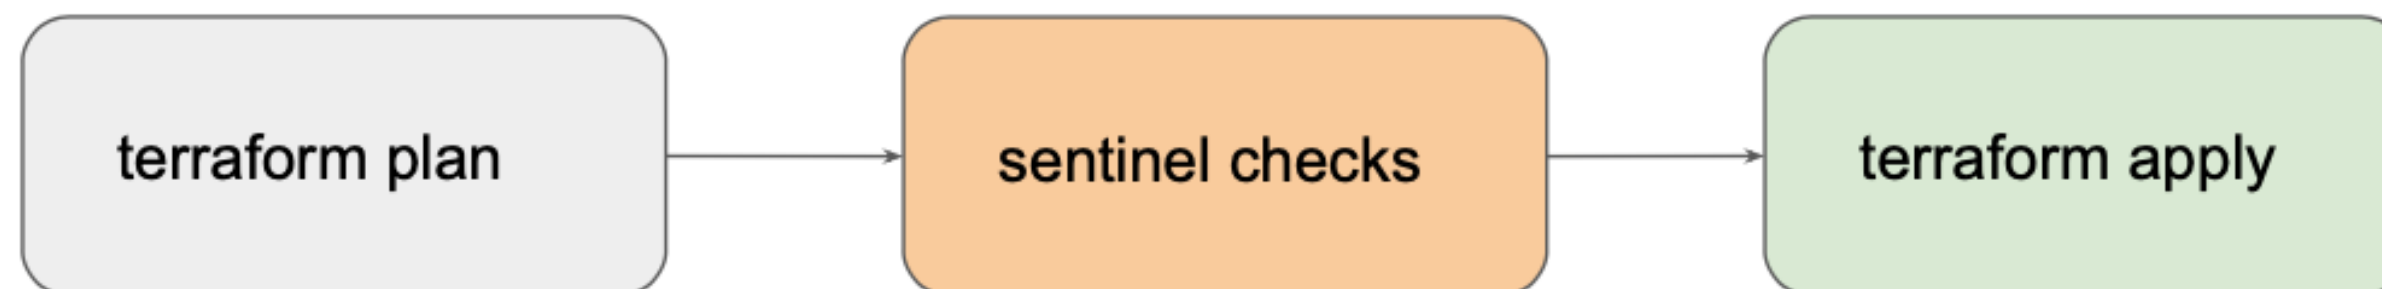 terraform plan
sentinel checks
terraform apply